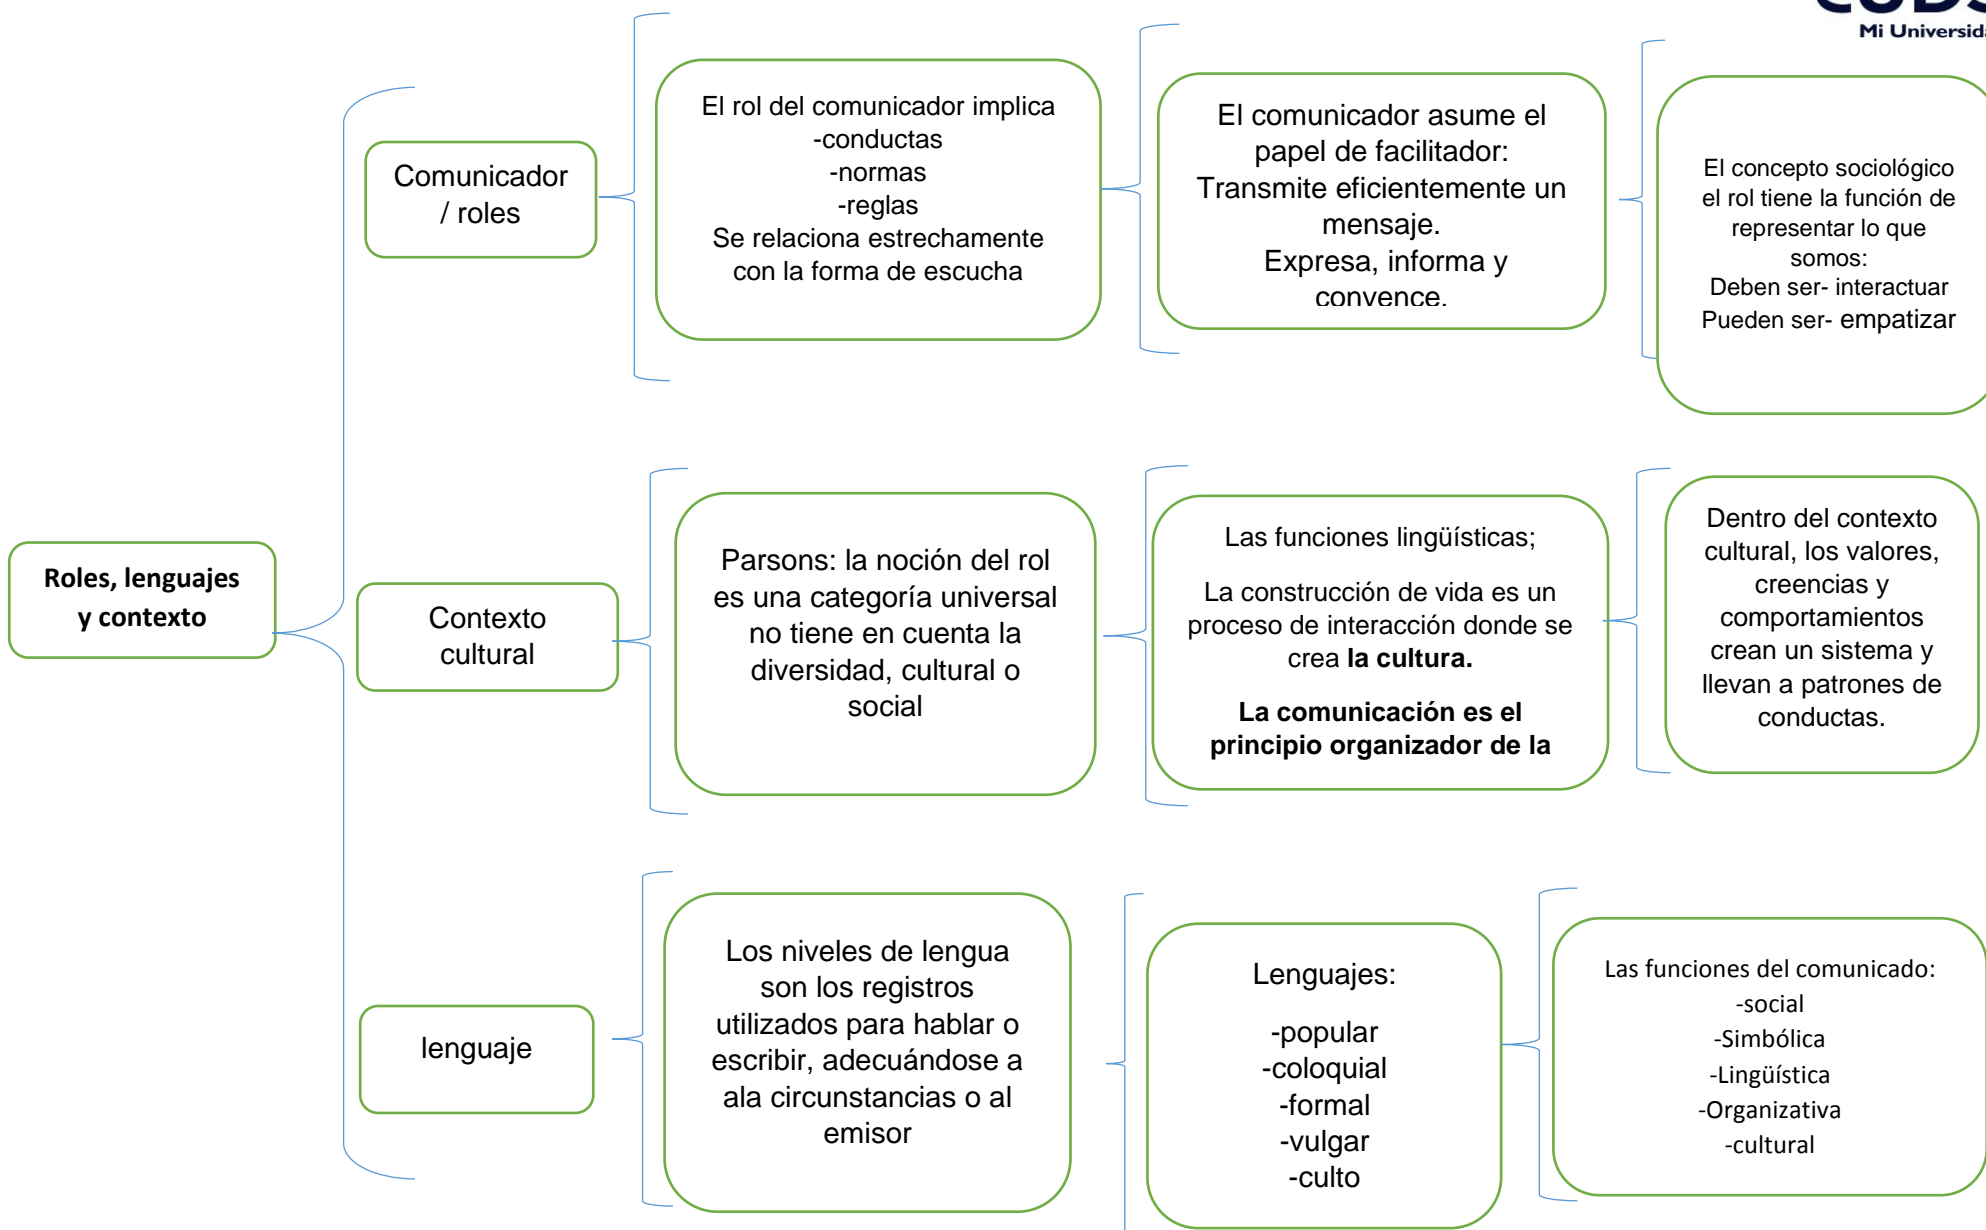 Mi Universida
Roles, lenguajes
y contexto
Comunicador
/ roles
El rol del comunicador implica
-conductas
-normas
-reglas
Se relaciona estrechamente
con la forma de escucha
El comunicador asume el
papel de facilitador:
Transmite eficientemente un
mensaje.
Expresa, informa y
convence.
El concepto sociológico
el rol tiene la función de
representar lo que
somos:
Deben ser- interactuar
Pueden ser- empatizar
Contexto
cultural
Parsons: la noción del rol
es una categoría universal
no tiene en cuenta la
diversidad, cultural o
social
Las funciones lingüísticas;
La construcción de vida es un
proceso de interacción donde se
crea la cultura.
La comunicación es el
principio organizador de la
Dentro del contexto
cultural, los valores,
creencias y
comportamientos
crean un sistema y
llevan a patrones de
conductas.
lenguaje
Los niveles de lengua
son los registros
utilizados para hablar o
escribir, adecuándose a
ala circunstancias o al
emisor
Lenguajes:
-popular
-coloquial
-formal
-vulgar
-culto
Las funciones del comunicado:
-social
-Simbólica
-Lingüística
-Organizativa
-cultural